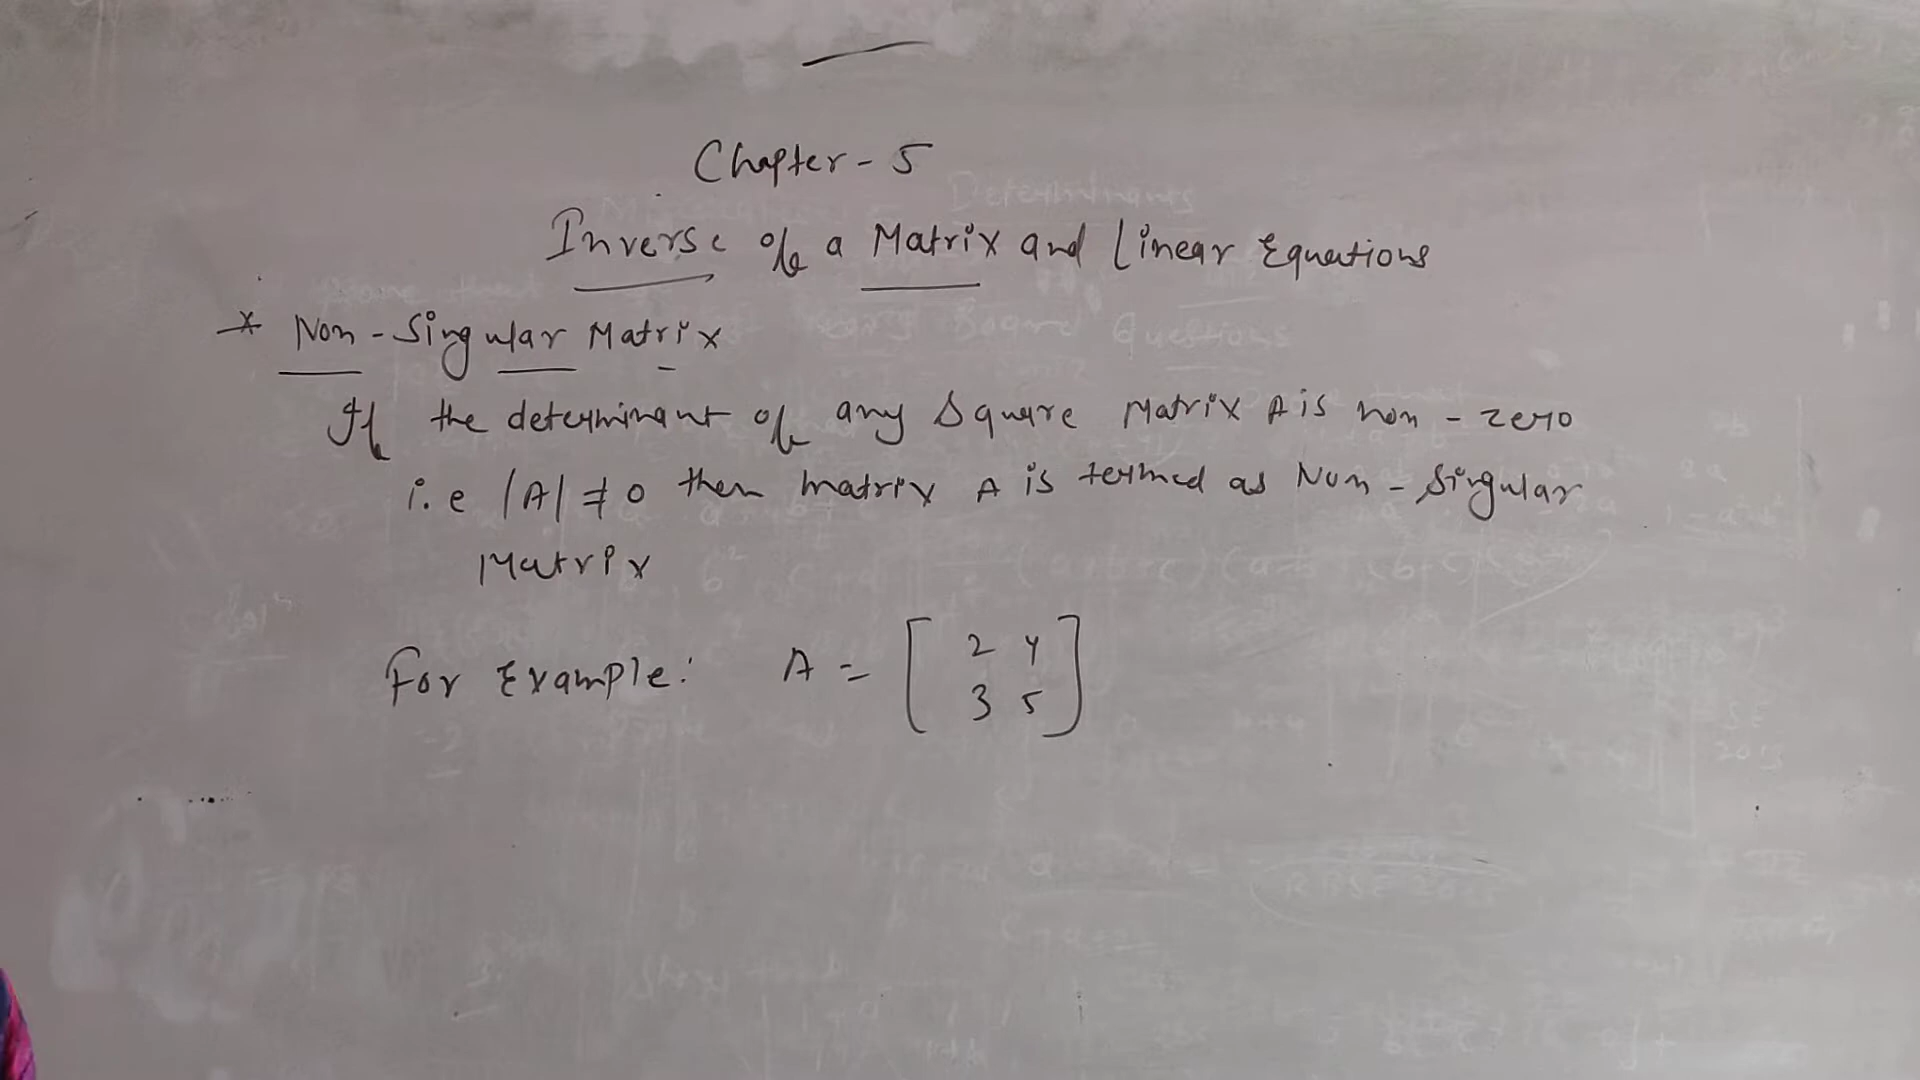 Chapter - 5
Inverse of a Matrix and Linear Equations
* Non - Singular Matrix
If the determinant of any Square Matrix A is non - zero
i.e |A| ≠ 0 then matrix A is termed as Non - Singular
Matrix
For Example: A = [ 2 4
3 5 ]